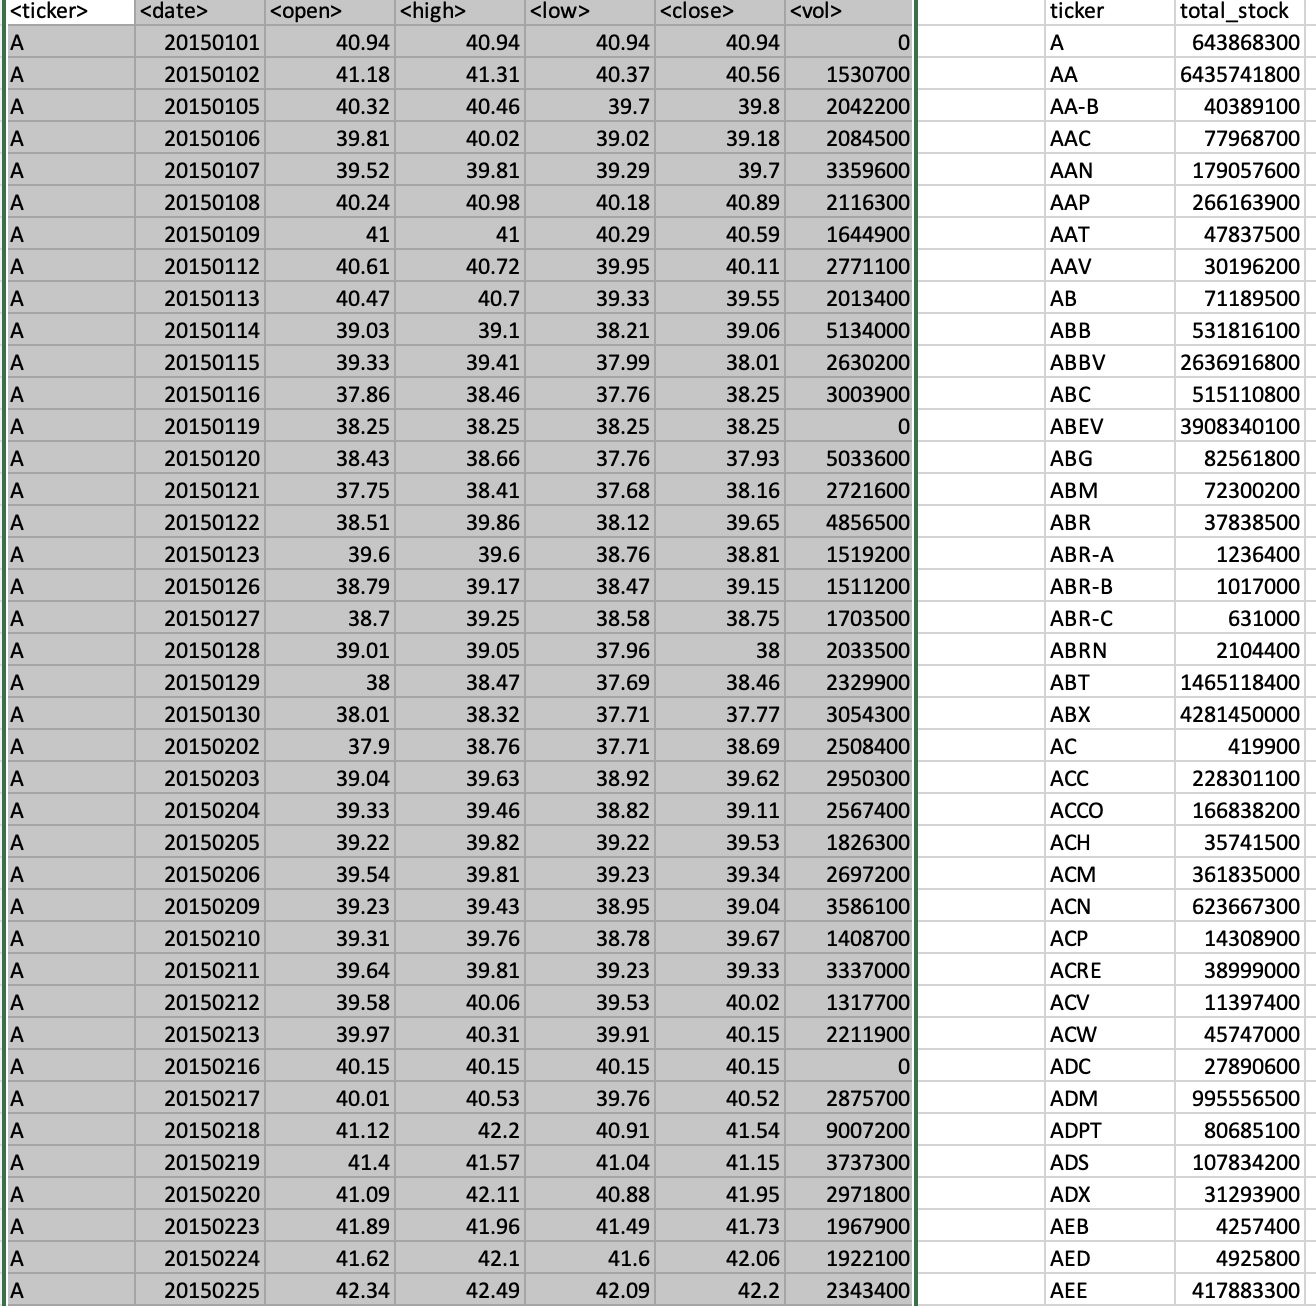 <ticker> <date> <open> <high> <low> <close> <vol> ticker total_stock
A 20150101 40.94 40.94 40.94 40.94 0 A 643868300
A 20150102 41.18 41.31 40.37 40.56 1530700 AA 6435741800
A 20150105 40.32 40.46 39.7 39.8 2042200 AA-B 40389100
A 20150106 39.81 40.02 39.02 39.18 2084500 AAC 77968700
A 20150107 39.52 39.81 39.29 39.7 3359600 AAN 179057600
A 20150108 40.24 40.98 40.18 40.89 2116300 AAP 266163900
A 20150109 41 41 40.29 40.59 1644900 AAT 47837500
A 20150112 40.61 40.72 39.95 40.11 2771100 AAV 30196200
A 20150113 40.47 40.7 39.33 39.55 2013400 AB 71189500
A 20150114 39.03 39.1 38.21 39.06 5134000 ABB 531816100
A 20150115 39.33 39.41 37.99 38.01 2630200 ABBV 2636916800
A 20150116 37.86 38.46 37.76 38.25 3003900 ABC 515110800
A 20150119 38.25 38.25 38.25 38.25 0 ABEV 3908340100
A 20150120 38.43 38.66 37.76 37.93 5033600 ABG 82561800
A 20150121 37.75 38.41 37.68 38.16 2721600 ABM 72300200
A 20150122 38.51 39.86 38.12 39.65 4856500 ABR 37838500
A 20150123 39.6 39.6 38.76 38.81 1519200 ABR-A 1236400
A 20150126 38.79 39.17 38.47 39.15 1511200 ABR-B 1017000
A 20150127 38.7 39.25 38.58 38.75 1703500 ABR-C 631000
A 20150128 39.01 39.05 37.96 38 2033500 ABRN 2104400
A 20150129 38 38.47 37.69 38.46 2329900 ABT 1465118400
A 20150130 38.01 38.32 37.71 37.77 3054300 ABX 4281450000
A 20150202 37.9 38.76 37.71 38.69 2508400 AC 419900
A 20150203 39.04 39.63 38.92 39.62 2950300 ACC 228301100
A 20150204 39.33 39.46 38.82 39.11 2567400 ACCO 166838200
A 20150205 39.22 39.82 39.22 39.53 1826300 ACH 35741500
A 20150206 39.54 39.81 39.23 39.34 2697200 ACM 361835000
A 20150209 39.23 39.43 38.95 39.04 3586100 ACN 623667300
A 20150210 39.31 39.76 38.78 39.67 1408700 ACP 14308900
A 20150211 39.64 39.81 39.23 39.33 3337000 ACRE 38999000
A 20150212 39.58 40.06 39.53 40.02 1317700 ACV 11397400
A 20150213 39.97 40.31 39.91 40.15 2211900 ACW 45747000
A 20150216 40.15 40.15 40.15 40.15 0 ADC 27890600
A 20150217 40.01 40.53 39.76 40.52 2875700 ADM 995556500
A 20150218 41.12 42.2 40.91 41.54 9007200 ADPT 80685100
A 20150219 41.4 41.57 41.04 41.15 3737300 ADS 107834200
A 20150220 41.09 42.11 40.88 41.95 2971800 ADX 31293900
A 20150223 41.89 41.96 41.49 41.73 1967900 AEB 4257400
A 20150224 41.62 42.1 41.6 42.06 1922100 AED 4925800
A 20150225 42.34 42.49 42.09 42.2 2343400 AEE 417883300